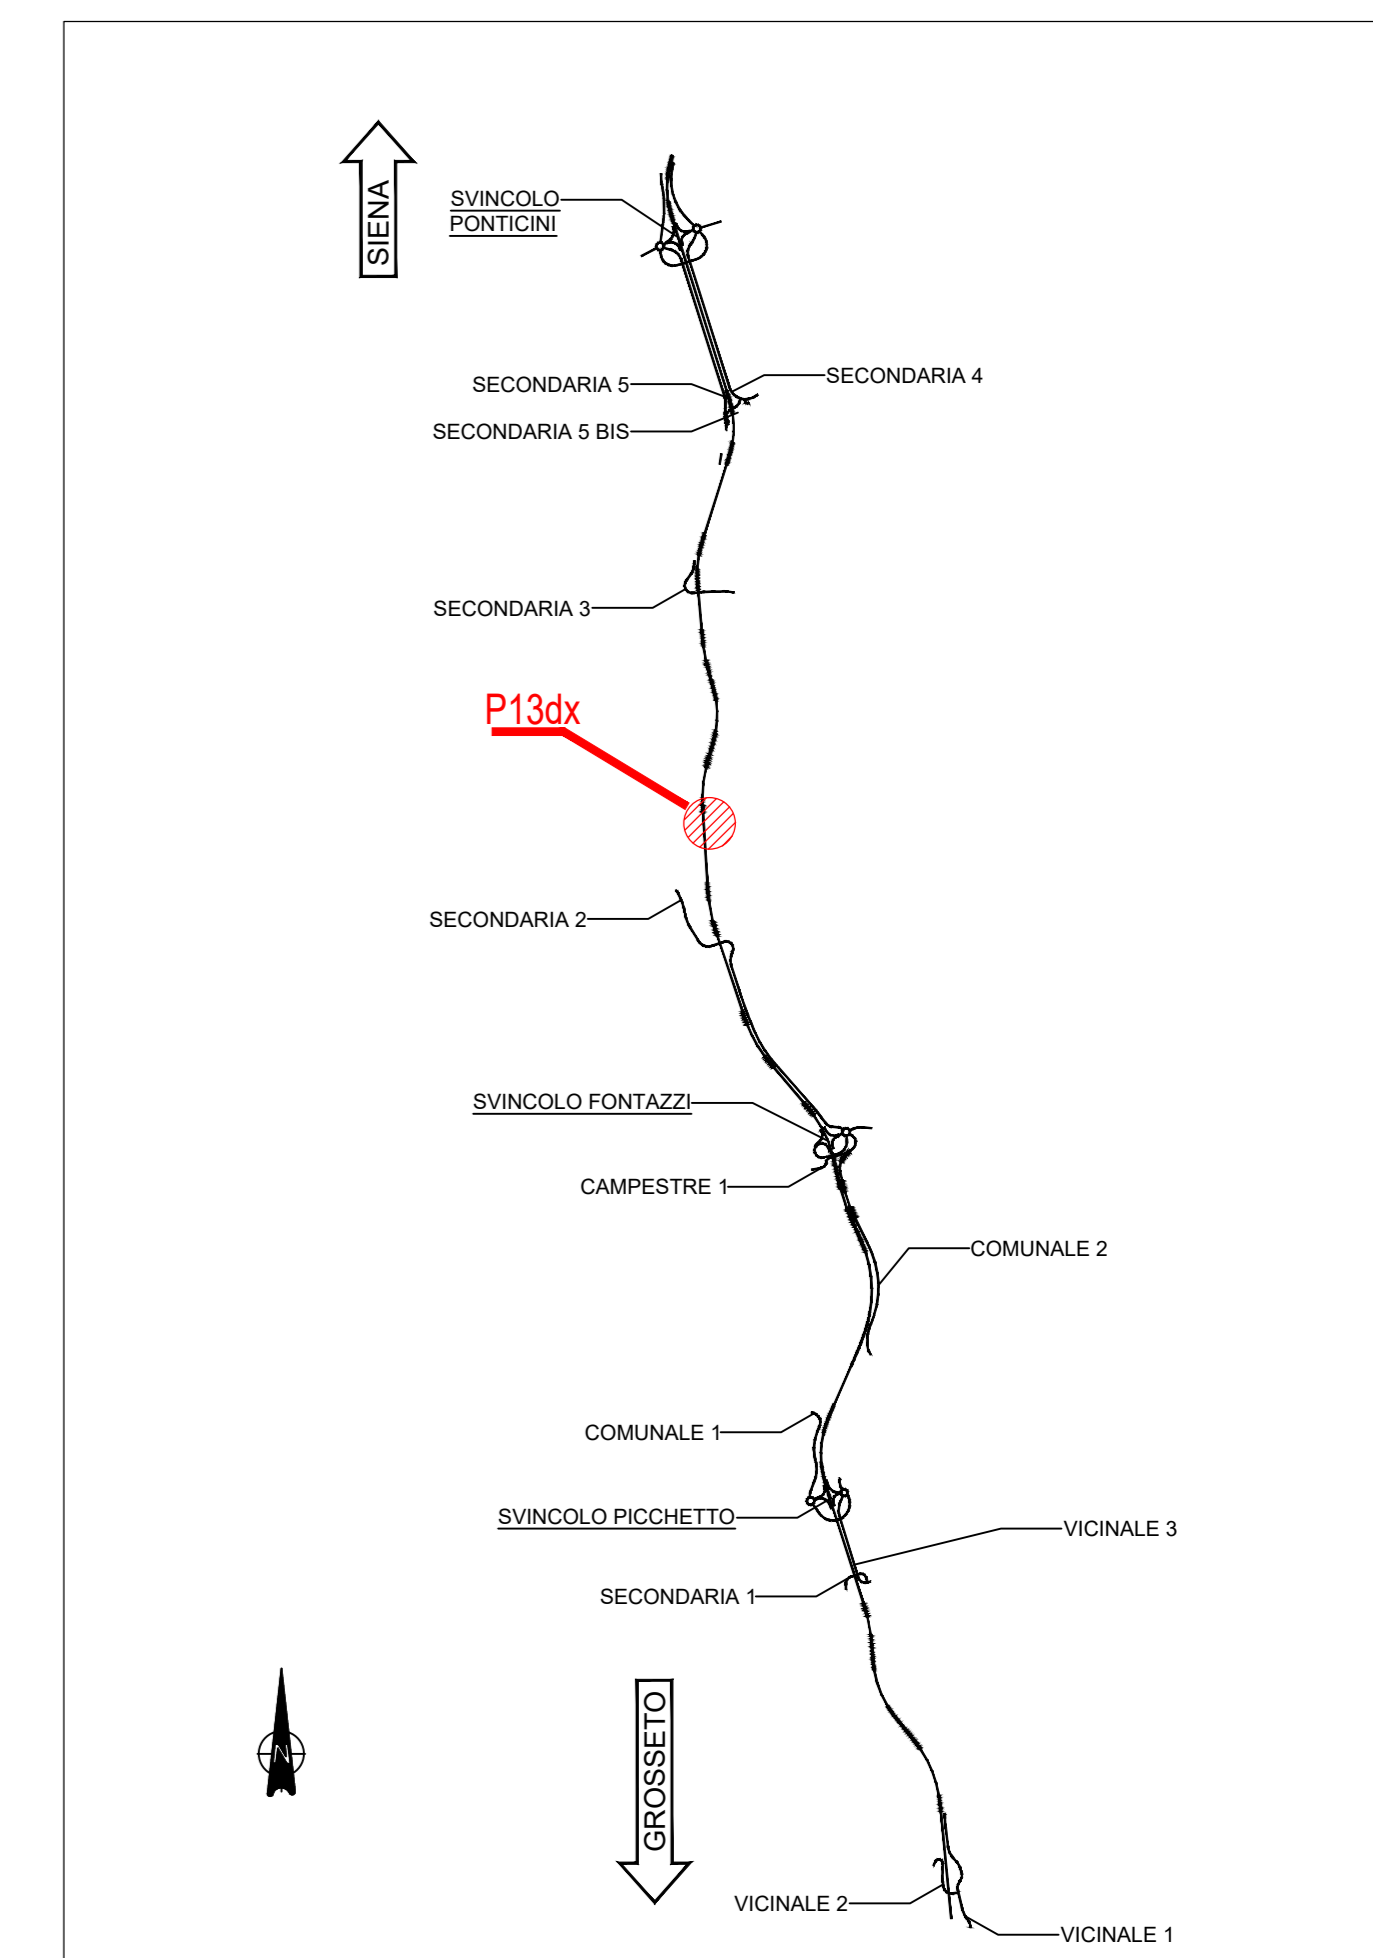 SIENA
SVINCOLO
PONTICINI
SECONDARIA 4
SECONDARIA 5
SECONDARIA 5 BIS
SECONDARIA 3
P13dx
SECONDARIA 2
SVINCOLO FONTAZZI
CAMPESTRE 1
COMUNALE 2
COMUNALE 1
SVINCOLO PICCHETTO
VICINALE 3
SECONDARIA 1
GROSSETO
N
VICINALE 2
VICINALE 1